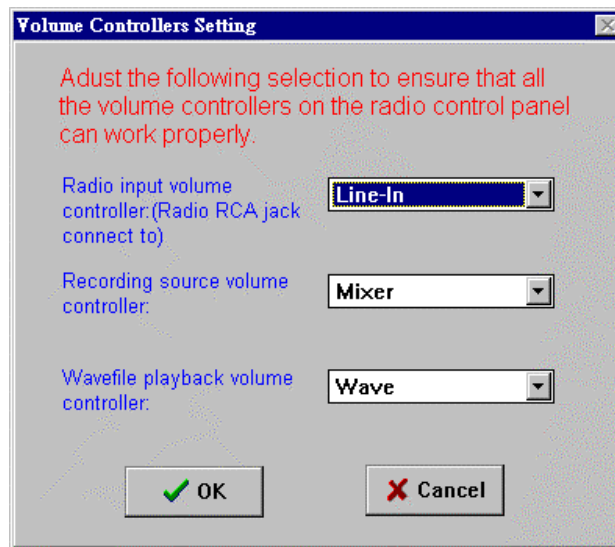 Volume Controllers Setting
Adust the following selection to ensure that all
the volume controllers on the radio control panel
can work properly.
Radio input volume
controller:(Radio RCA jack
connect to)
Line-In
Recording source volume
controller:
Mixer
Wavefile playback volume
controller:
Wave
OK
Cancel